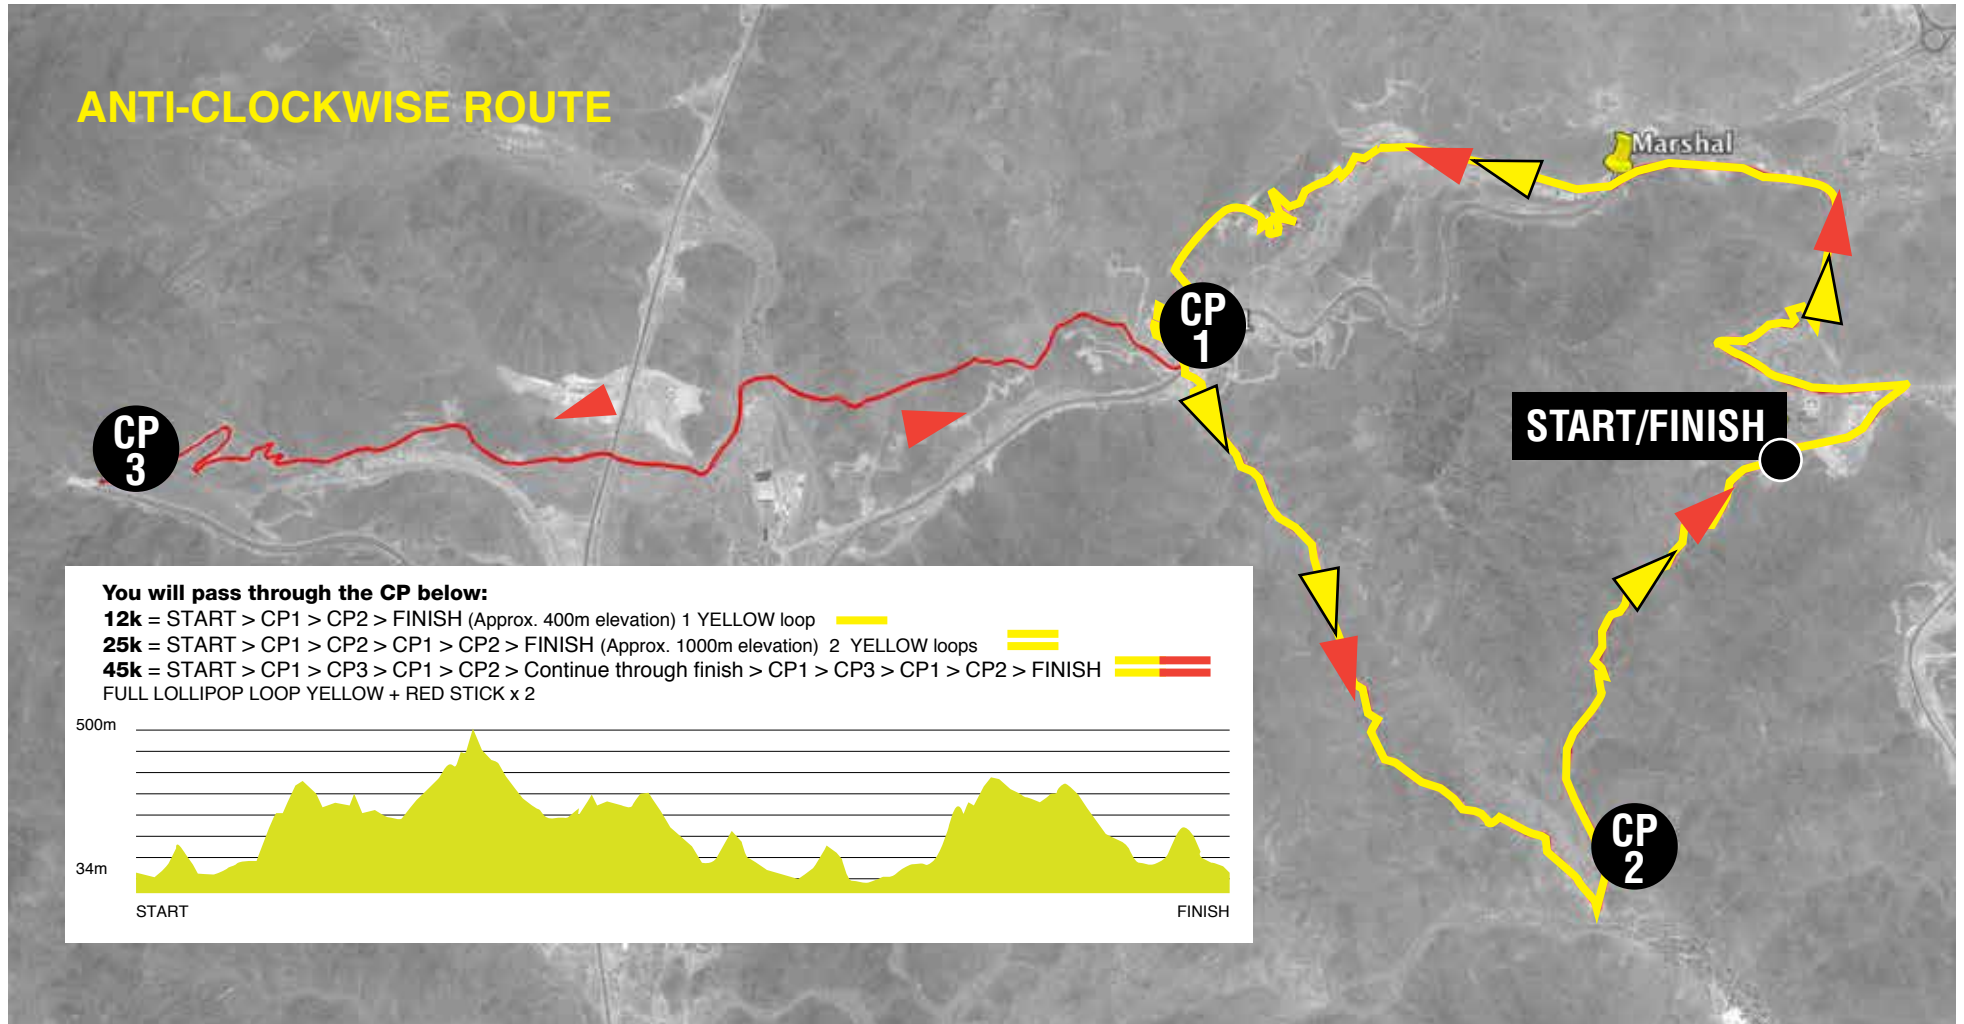 ANTI-CLOCKWISE ROUTE
Marshal
CP
1
START/FINISH
CP
3
CP
2
You will pass through the CP below:
12k = START > CP1 > CP2 > FINISH (Approx. 400m elevation) 1 YELLOW loop
25k = START > CP1 > CP2 > CP1 > CP2 > FINISH (Approx. 1000m elevation) 2 YELLOW loops
45k = START > CP1 > CP3 > CP1 > CP2 > Continue through finish > CP1 > CP3 > CP1 > CP2 > FINISH
FULL LOLLIPOP LOOP YELLOW + RED STICK x 2
500m
34m
START
FINISH